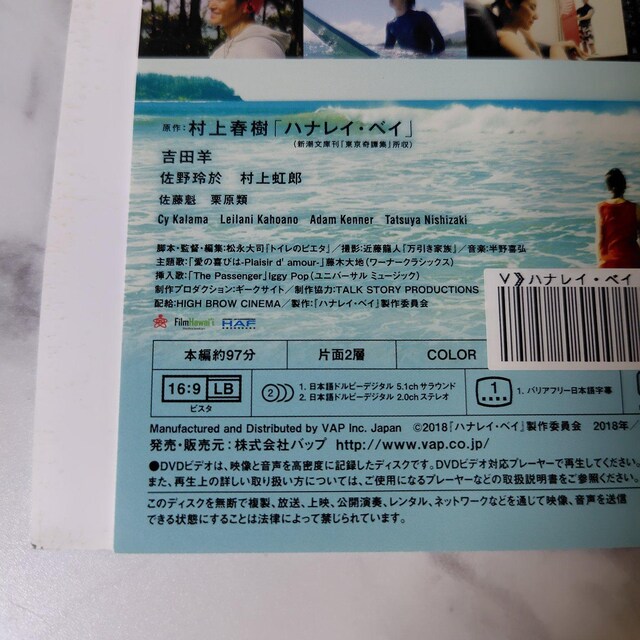 原作:村上春樹「ハナレイ・ベイ」
(新潮文庫刊『東京奇譚集』所収)
吉田羊
佐野玲於 村上虹郎
佐藤魁 栗原類
Cy Kalama Leilani Kahoano Adam Kenner Tatsuya Nishizaki
脚本・監督・編集:松永大司『トイレのピエタ』/撮影:近藤龍人『万引き家族』/音楽:半野喜弘
主題歌:「愛の喜びは-Plaisir d' amour-」藤木大地(ワーナークラシックス)
挿入歌:「The Passenger」Iggy Pop(ユニバーサル ミュージック)
制作プロダクション:ギークサイト/制作協力:TALK STORY PRODUCTIONS
配給:HIGH BROW CINEMA/製作:『ハナレイ・ベイ』製作委員会
V》ハナレイ・ベイ
FilmHawai'i HAF
本編約97分 片面2層 COLOR
16:9 LB
ビスタ
2 1. 日本語ドルビーデジタル 5.1ch サラウンド
2. 日本語ドルビーデジタル 2.0ch ステレオ
1 1. バリアフリー日本語字幕
Manufactured and Distributed by VAP Inc. Japan ©2018『ハナレイ・ベイ』製作委員会 2018年/
発売・販売元:株式会社バップ http://www.vap.co.jp/
●DVDビデオは、映像と音声を高密度に記録したディスクです。DVDビデオ対応プレーヤーで再生してください。
また、再生上の詳しい取り扱い方については、ご使用になるプレーヤーなどの取扱説明書をご参照ください。
このディスクを無断で複製、放送、上映、公開演奏、レンタル、ネットワークなどを通じて映像、音声を送信
できる状態にすることは法律によって禁じられています。